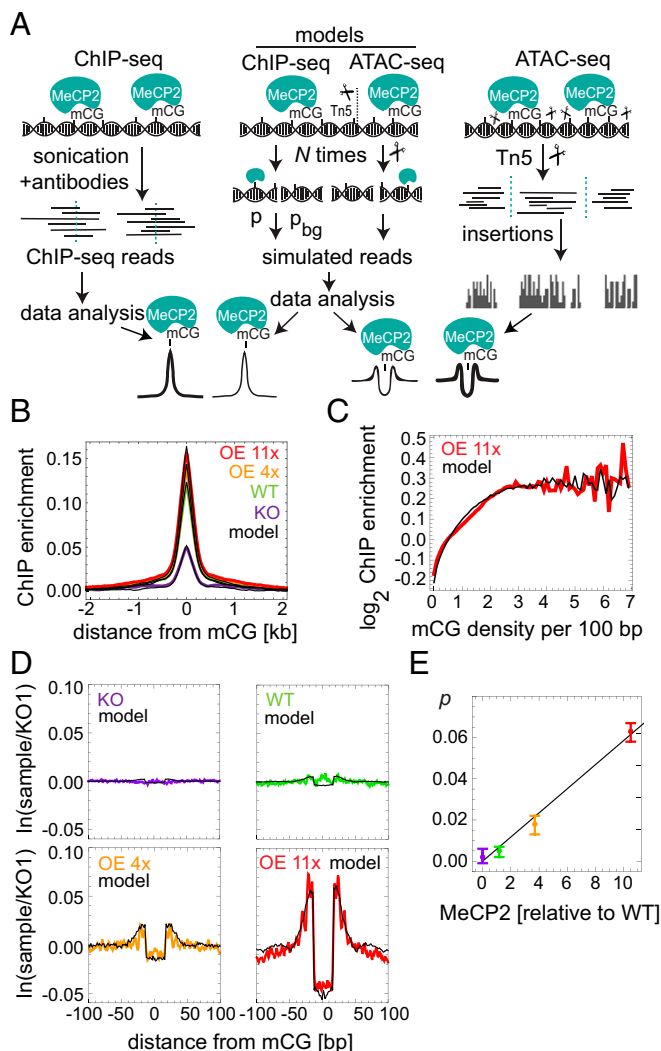 A
models
ChIP-seq
ChIP-seq ATAC-seq
ATAC-seq
MeCP2 MeCP2
mCG mCG
MeCP2 MeCP2
mCG mCG
Tn5
MeCP2 MeCP2
mCG mCG
sonication
+antibodies
N times
Tn5
p p_bg
ChIP-seq reads
simulated reads
insertions
data analysis
data analysis
MeCP2 MeCP2 MeCP2 MeCP2
mCG mCG mCG mCG
B
ChIP enrichment
0.15
0.10
0.05
0.00
OE 11x
OE 4x
WT
KO
model
-2 -1 0 1 2
distance from mCG [kb]
C
log2 ChIP enrichment
0.5
0.4
0.3
0.2
0.1
0.0
-0.1
-0.2
OE 11x
model
0 1 2 3 4 5 6 7
mCG density per 100 bp
D
ln(sample/KO1)
0.10
0.05
0.00
-0.05
KO
model
WT
model
ln(sample/KO1)
0.10
0.05
0.00
-0.05
OE 4x
model
OE 11x model
-100 -50 0 50 100
-100 -50 0 50 100
distance from mCG [bp]
E
p
0.06
0.04
0.02
0.00
0 2 4 6 8 10
MeCP2 [relative to WT]